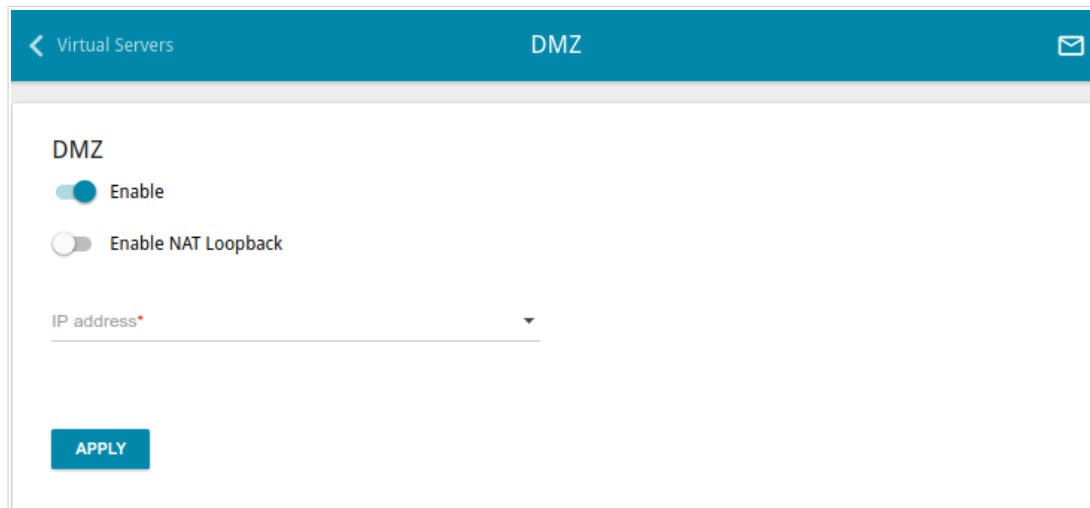 Virtual Servers
DMZ
DMZ
Enable
Enable NAT Loopback
IP address*
APPLY